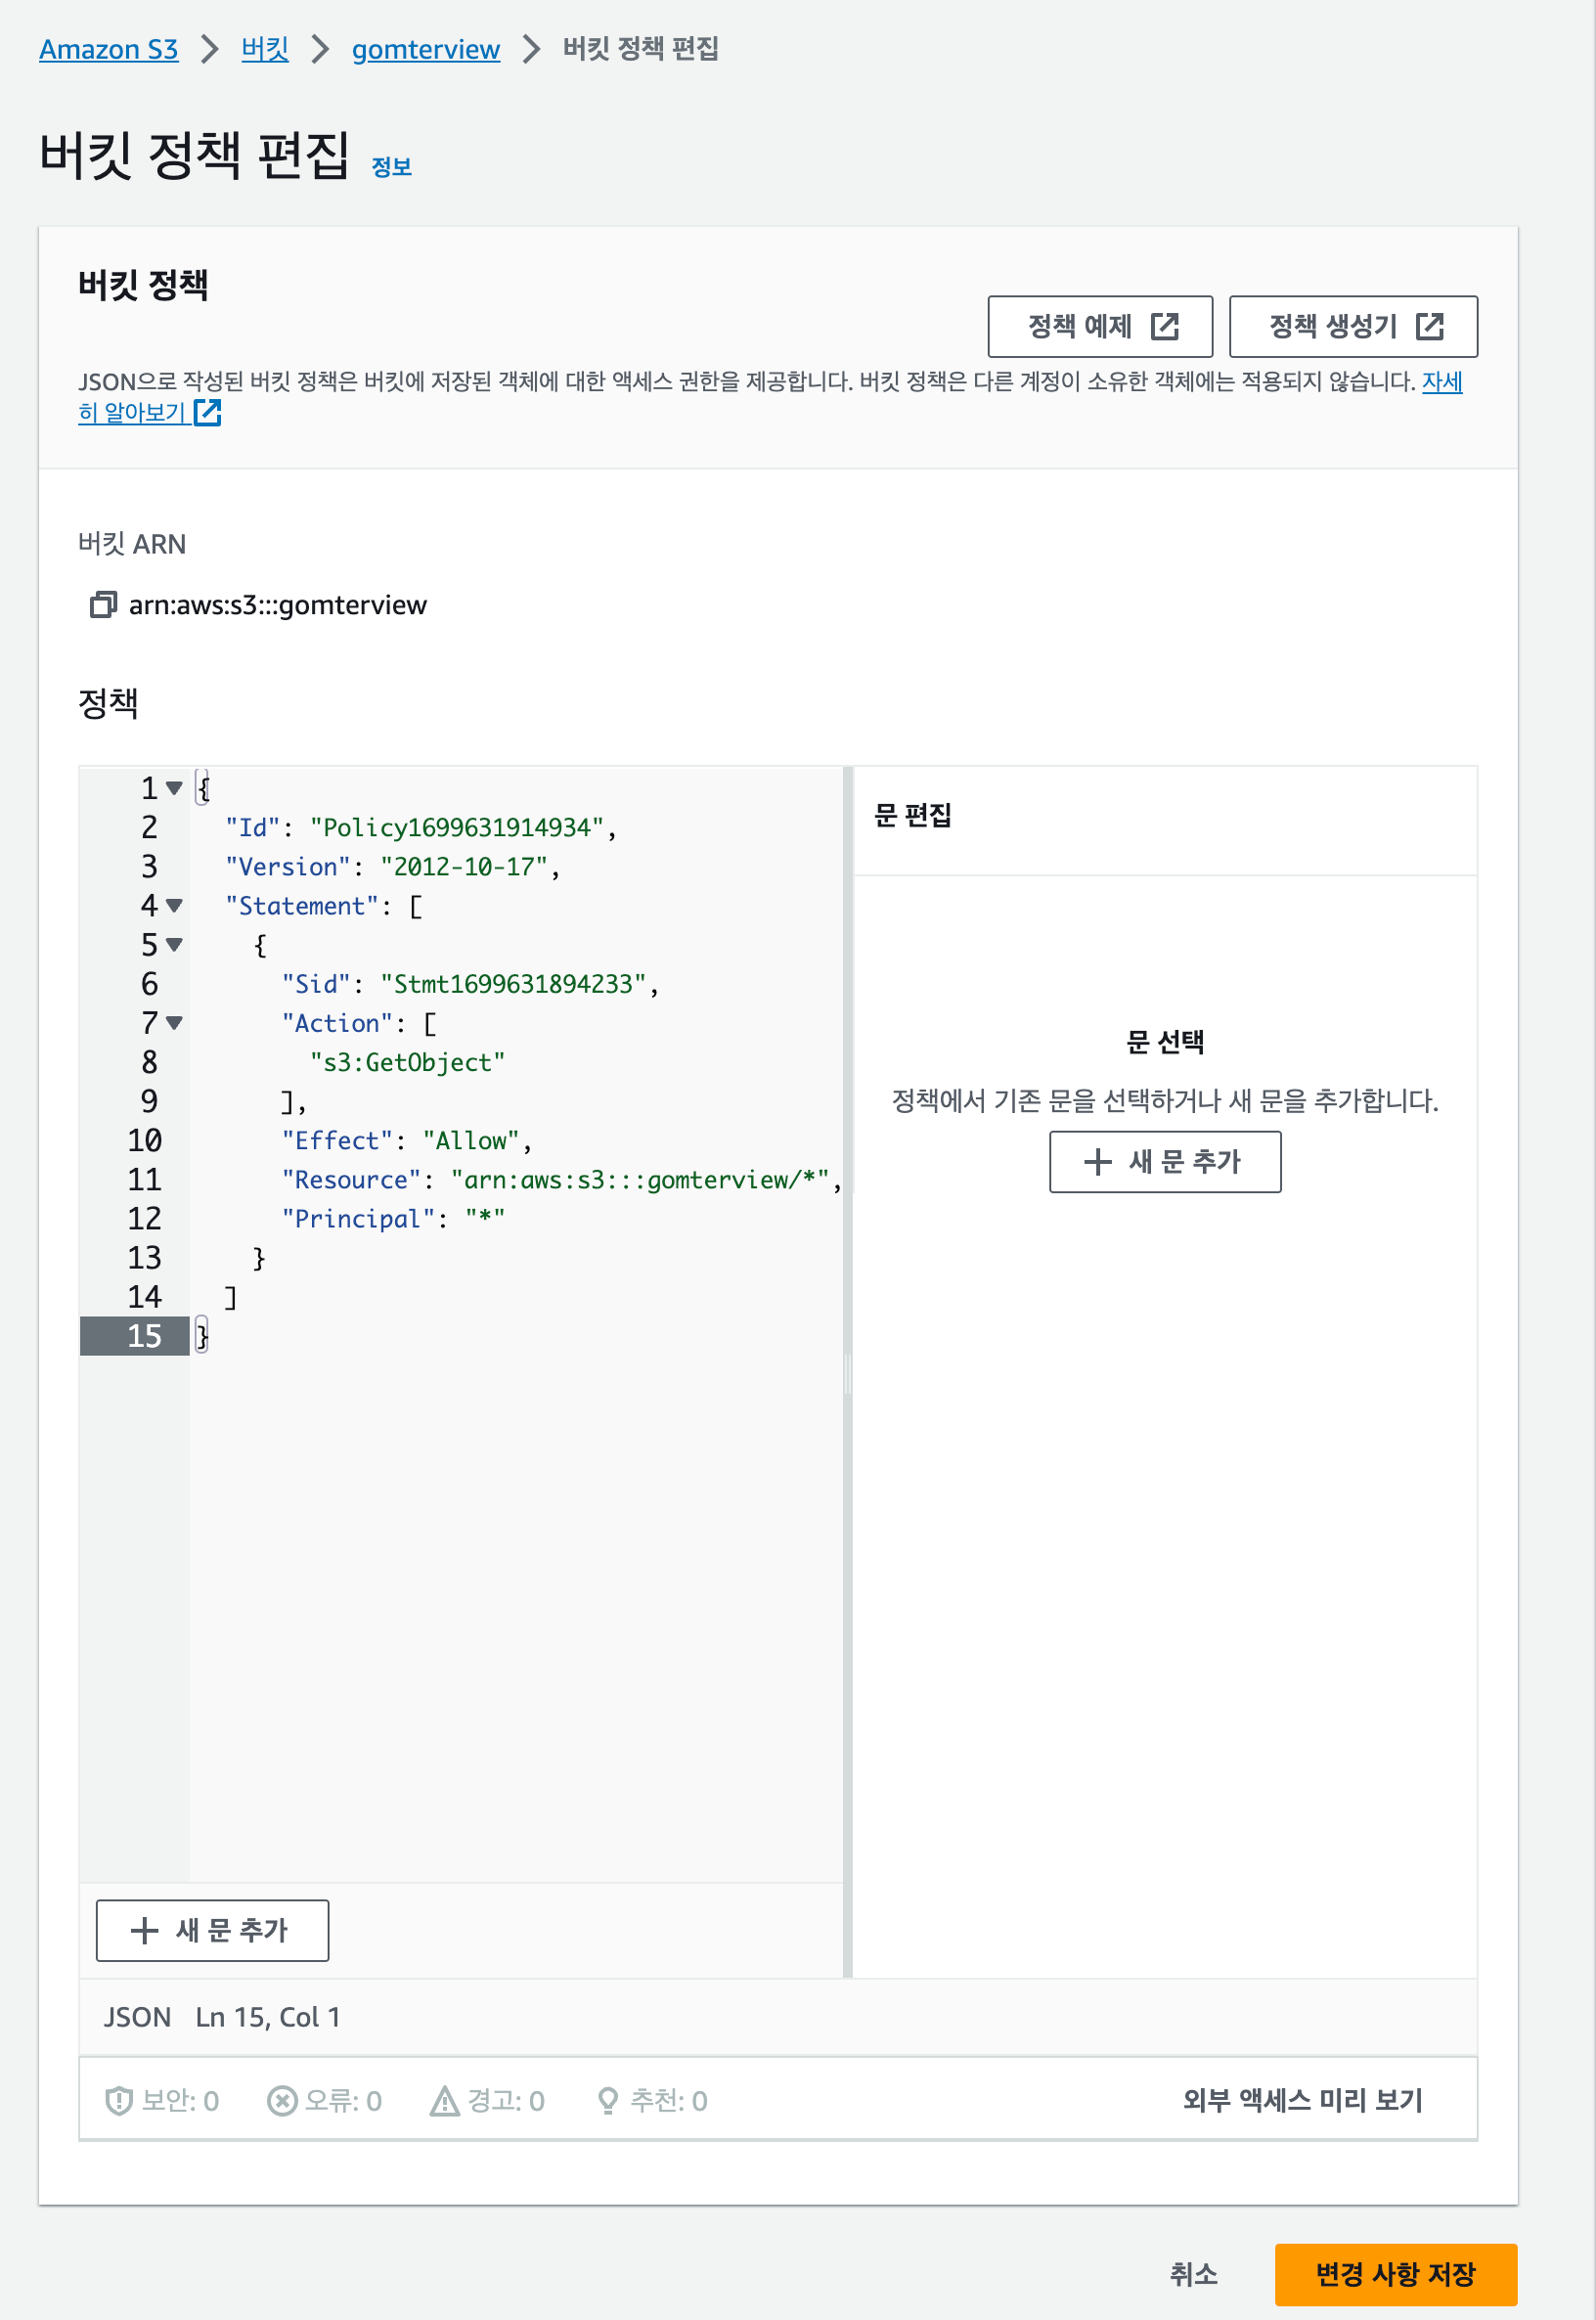 Amazon S3 > 버킷 > gomterview > 버킷 정책 편집
버킷 정책 편집 정보
버킷 정책
정책 예제
정책 생성기
JSON으로 작성된 버킷 정책은 버킷에 저장된 객체에 대한 액세스 권한을 제공합니다. 버킷 정책은 다른 계정이 소유한 객체에는 적용되지 않습니다. 자세
히 알아보기
버킷 ARN
arn:aws:s3:::gomterview
정책
1 {
2 "Id": "Policy1699631914934",
3 "Version": "2012-10-17",
4 "Statement": [
5 {
6 "Sid": "Stmt1699631894233",
7 "Action": [
8 "s3:GetObject"
9 ],
10 "Effect": "Allow",
11 "Resource": "arn:aws:s3:::gomterview/*",
12 "Principal": "*"
13 }
14 ]
15 }
문 편집
문 선택
정책에서 기존 문을 선택하거나 새 문을 추가합니다.
새 문 추가
새 문 추가
JSON Ln 15, Col 1
보안: 0 오류: 0 경고: 0 추천: 0 외부 액세스 미리 보기
취소 변경 사항 저장